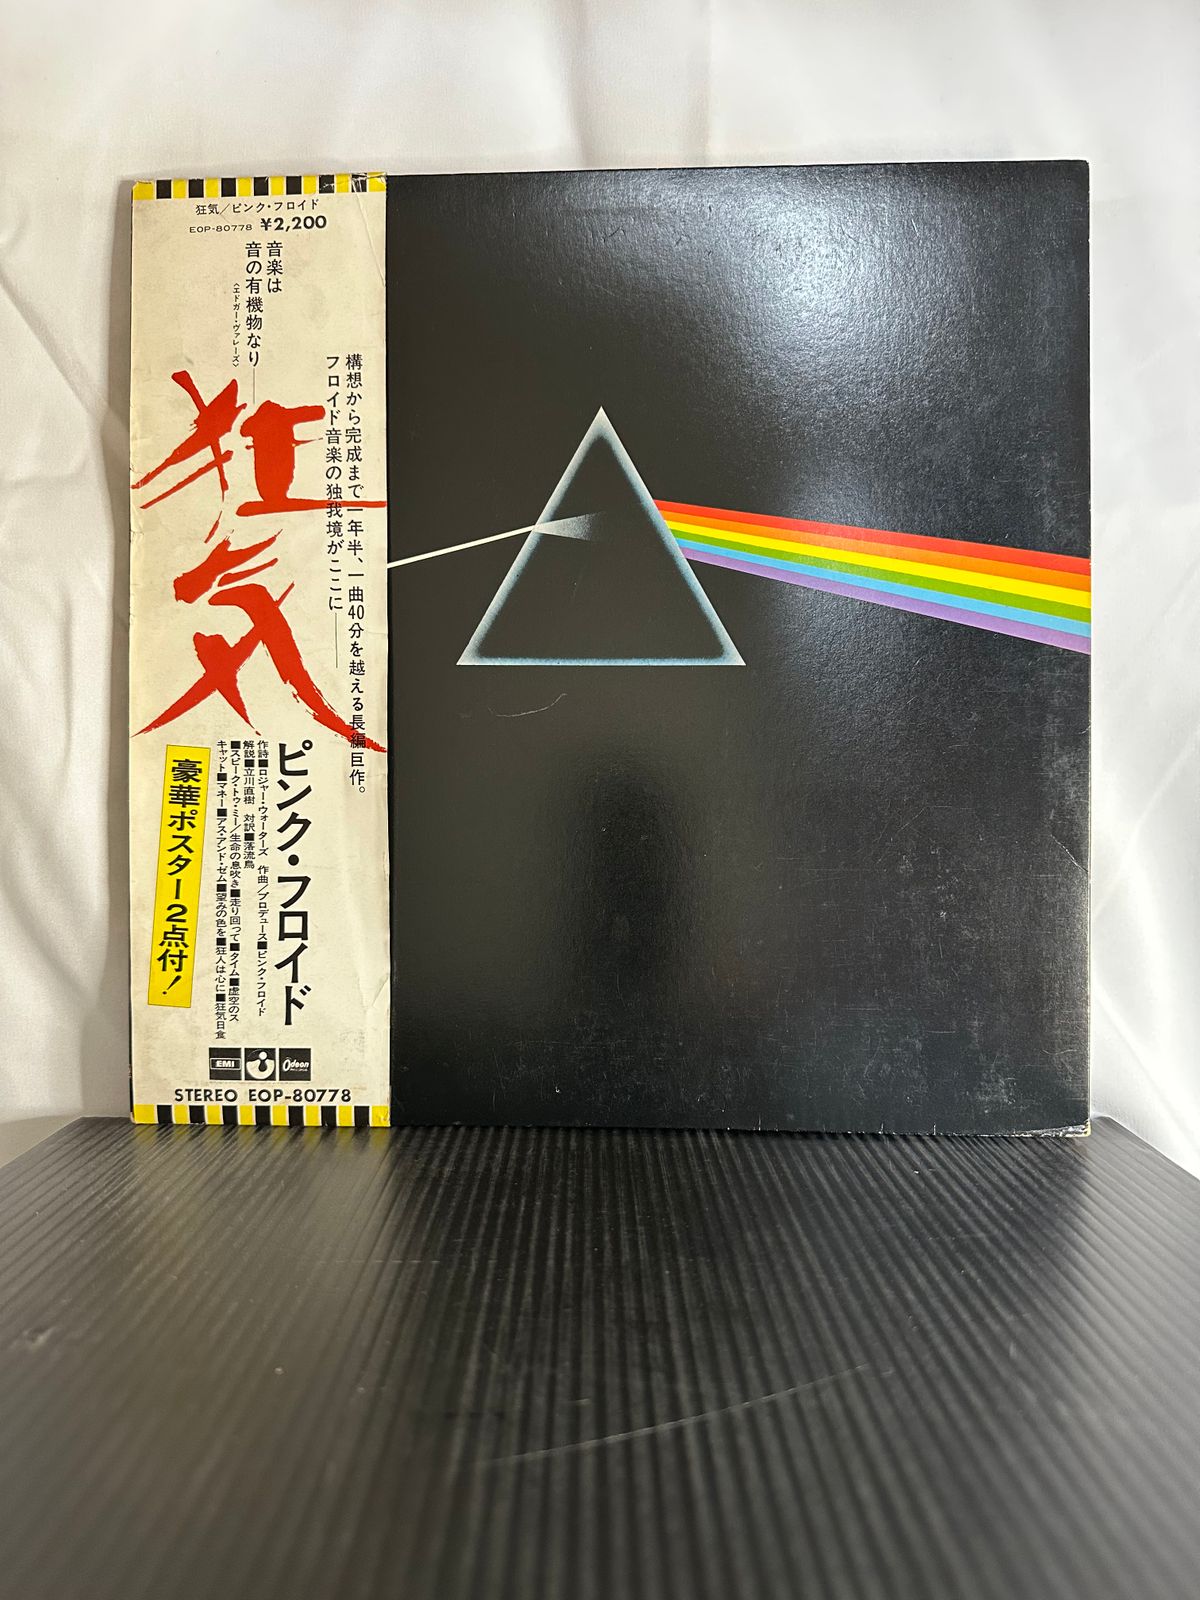 狂気／ピンク・フロイド
EOP-80778 ¥2,200
音楽は
音の有機物なり――
〈エドガー・ヴァレーズ〉
構想から完成まで一年半、一曲40分を越える長編巨作。
フロイド音楽の独我境がここに――
狂気
ピンク・フロイド
作詩■ロジャー・ウォーターズ 作曲／プロデュース■ピンク・フロイド
解説■立川直樹 対訳■落流鳥
■スピーク・トゥ・ミー／生命の息吹き■走り回って■タイム■虚空のス
キャット■マネー■アス・アンド・ゼム■望みの色を■狂人は心に■狂気日食
豪華ポスター2点付！
EMI
Odeon
STEREO EOP-80778